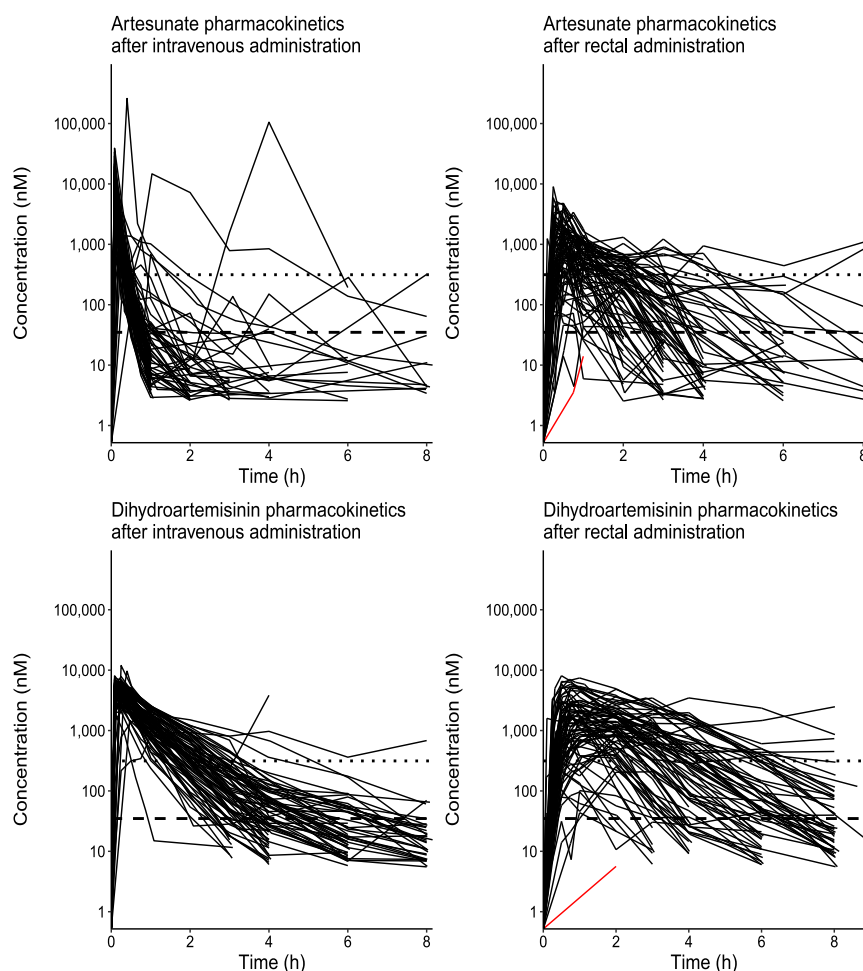 Artesunate pharmacokinetics
after intravenous administration
Concentration (nM)
100,000
10,000
1,000
100
10
1
0
2
4
6
8
Time (h)
Artesunate pharmacokinetics
after rectal administration
Concentration (nM)
100,000
10,000
1,000
100
10
1
0
2
4
6
8
Time (h)
Dihydroartemisinin pharmacokinetics
after intravenous administration
Concentration (nM)
100,000
10,000
1,000
100
10
1
0
2
4
6
8
Time (h)
Dihydroartemisinin pharmacokinetics
after rectal administration
Concentration (nM)
100,000
10,000
1,000
100
10
1
0
2
4
6
8
Time (h)